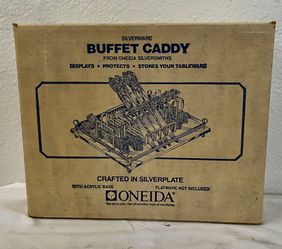 SILVERWARE
BUFFET CADDY
FROM ONEIDA SILVERSMITHS
DISPLAYS • PROTECTS • STORES YOUR TABLEWARE
CRAFTED IN SILVERPLATE
WITH ACRYLIC BASE FLATWARE NOT INCLUDED
ONEIDA